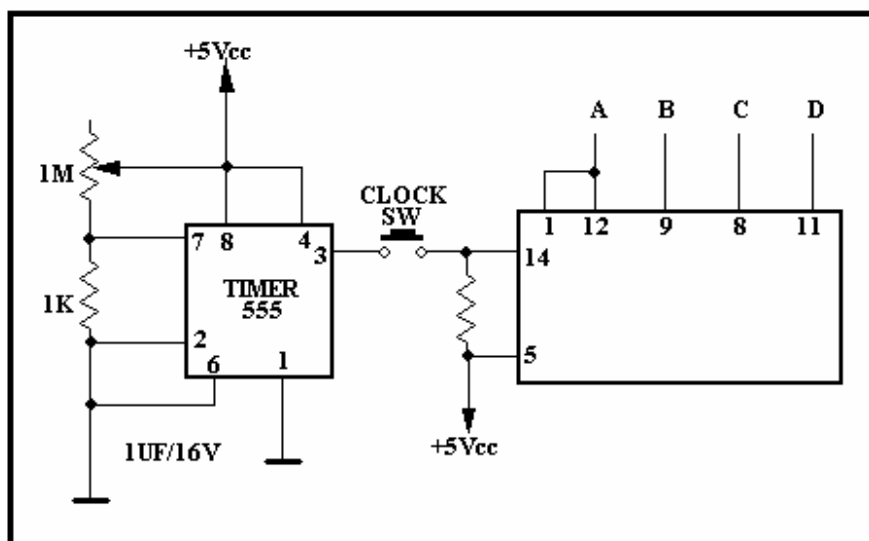 +5Vcc
A B C D
1M
CLOCK
SW
1 12 9 8 11
7 8 4 3
14
TIMER
555
1K
2
6 1
5
1UF/16V
+5Vcc